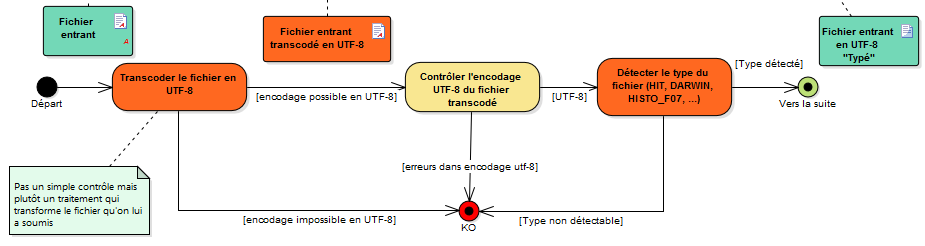 Fichier
entrant
A
Fichier entrant
transcodé en UTF-8
Fichier entrant
en UTF-8
"Typé"
Départ
Transcoder le fichier en
UTF-8
[encodage possible en UTF-8]
Contrôler l'encodage
UTF-8 du fichier
transcodé
[UTF-8]
Détecter le type du
fichier (HIT, DARWIN,
HISTO_F07, ...)
[Type détecté]
Vers la suite
[erreurs dans encodage utf-8]
Pas un simple contrôle mais
plutôt un traitement qui
transforme le fichier qu'on lui
a soumis
[encodage impossible en UTF-8]
KO
[Type non détectable]